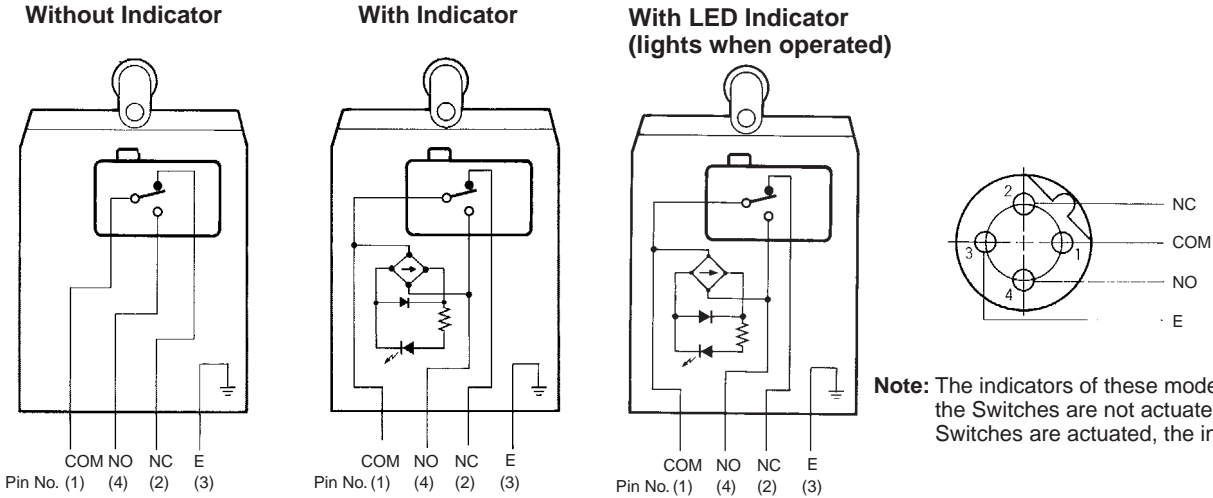 Without Indicator
With Indicator
With LED Indicator
(lights when operated)
COM NO NC E
Pin No. (1) (4) (2) (3)
COM NO NC E
Pin No. (1) (4) (2) (3)
COM NO NC E
Pin No. (1) (4) (2) (3)
2
3
1
4
NC
COM
NO
E
Note: The indicators of these
the Switches are not
Switches are actuated, the